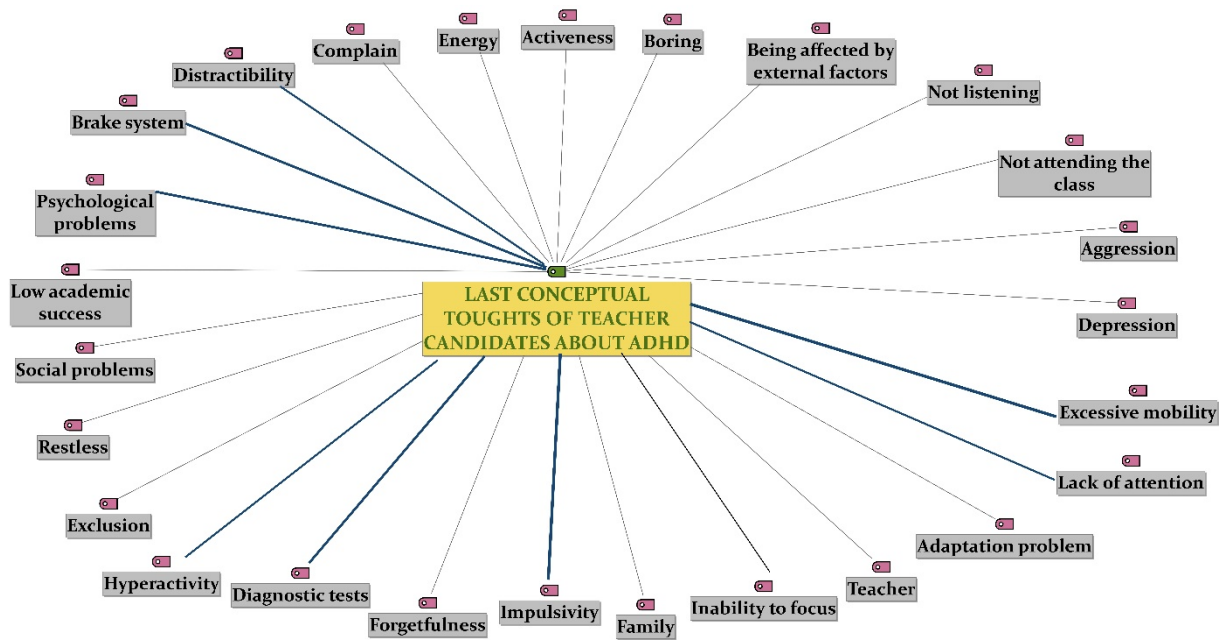 Energy
Activeness
Boring
Complain
Being affected by
external factors
Distractibility
Not listening
Brake system
Not attending the
class
Psychological
problems
Aggression
Low academic
success
LAST CONCEPTUAL
TOUGHTS OF TEACHER
CANDIDATES ABOUT ADHD
Depression
Social problems
Excessive mobility
Restless
Lack of attention
Exclusion
Adaptation problem
Hyperactivity
Diagnostic tests
Teacher
Forgetfulness
Impulsivity
Family
Inability to focus